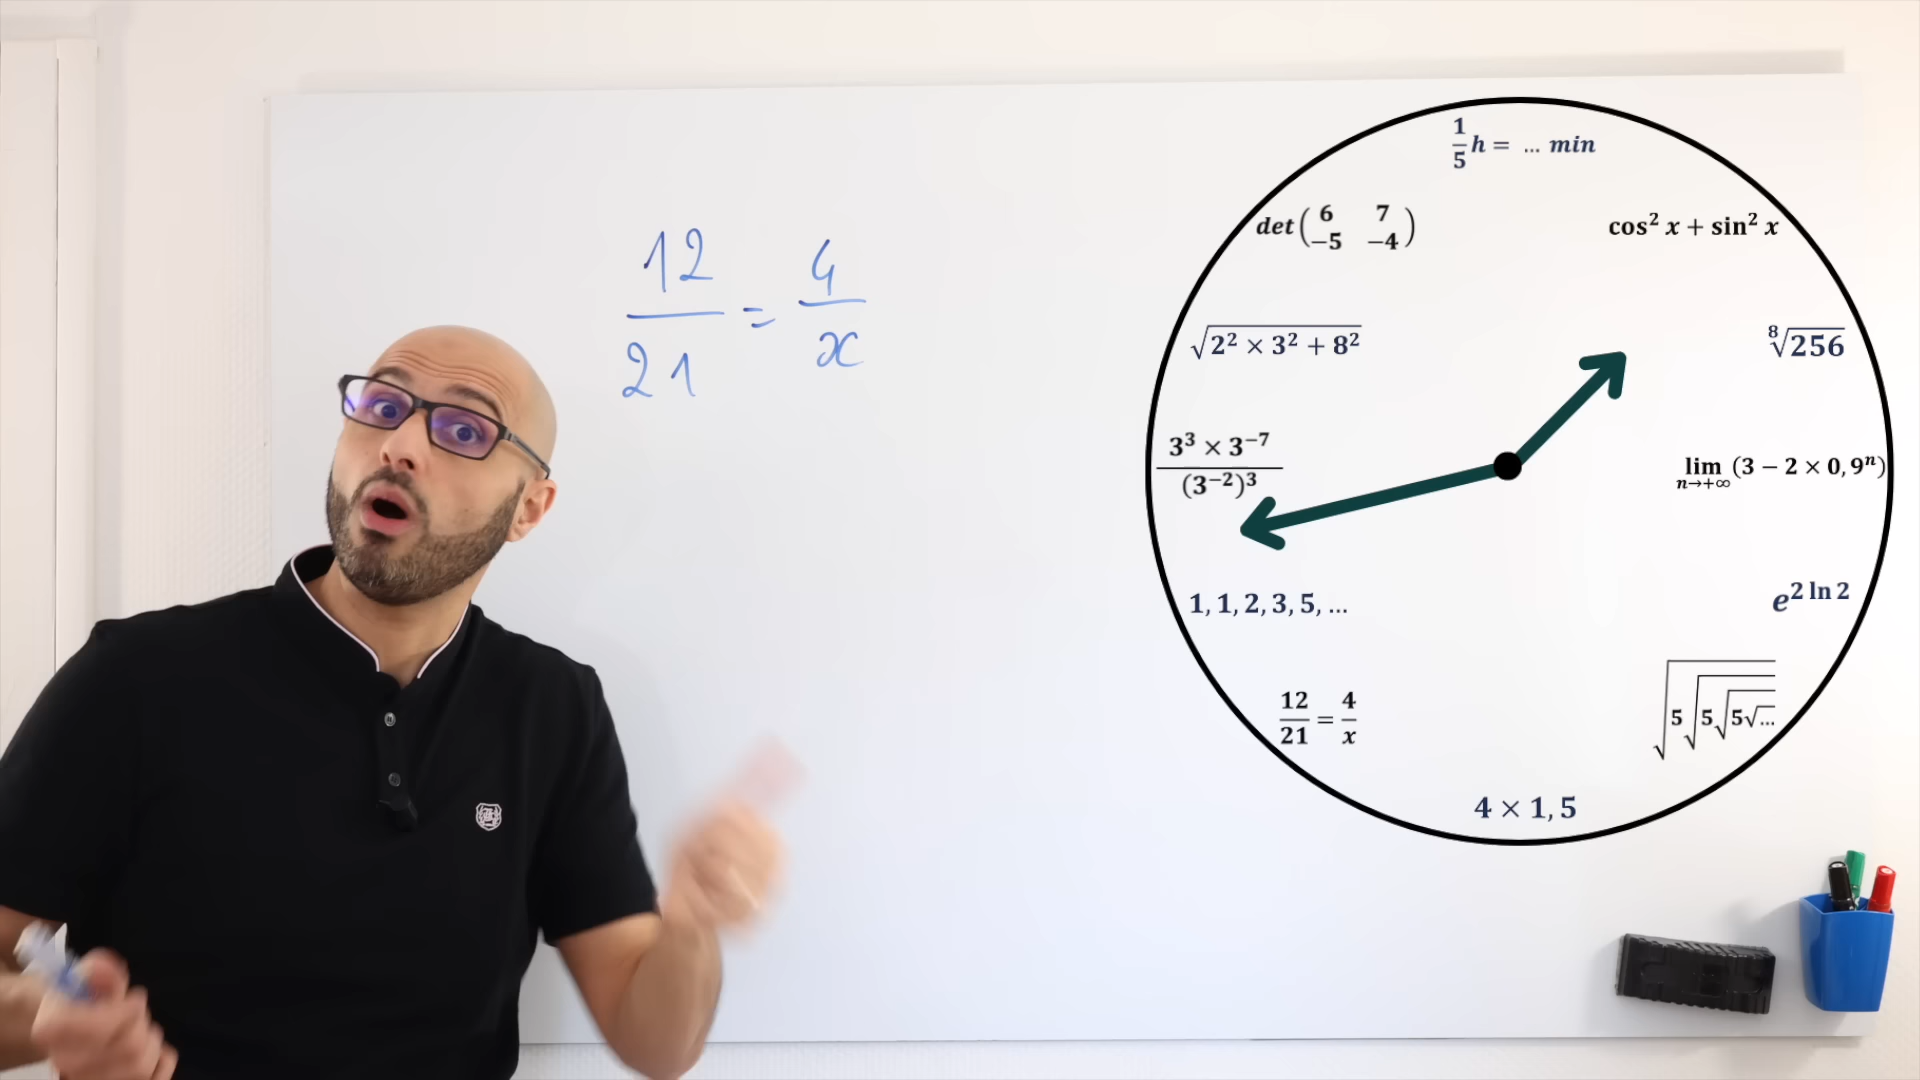 12/21 = 4/x
1/5 h = ... min
det(6 7
-5 -4)
cos² x + sin² x
√(2² × 3² + 8²)
⁸√256
3³ × 3⁻⁷
(3⁻²)³
lim (3 − 2 × 0,9ⁿ)
n→+∞
1, 1, 2, 3, 5, ...
e^(2 ln 2)
12/21 = 4/x
√5√5√5√...
4 × 1,5